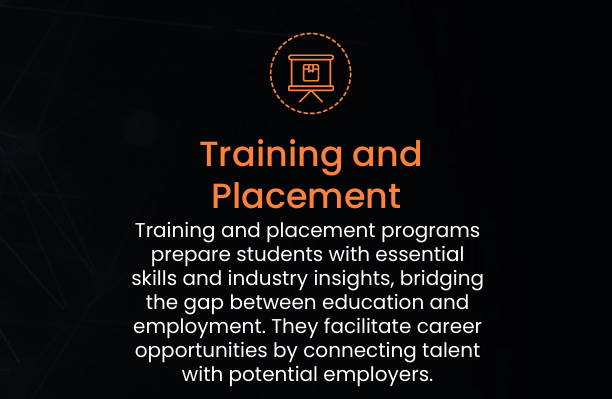 Training and
Placement
Training and placement programs
prepare students with essential
skills and industry insights, bridging
the gap between education and
employment. They facilitate career
opportunities by connecting talent
with potential employers.